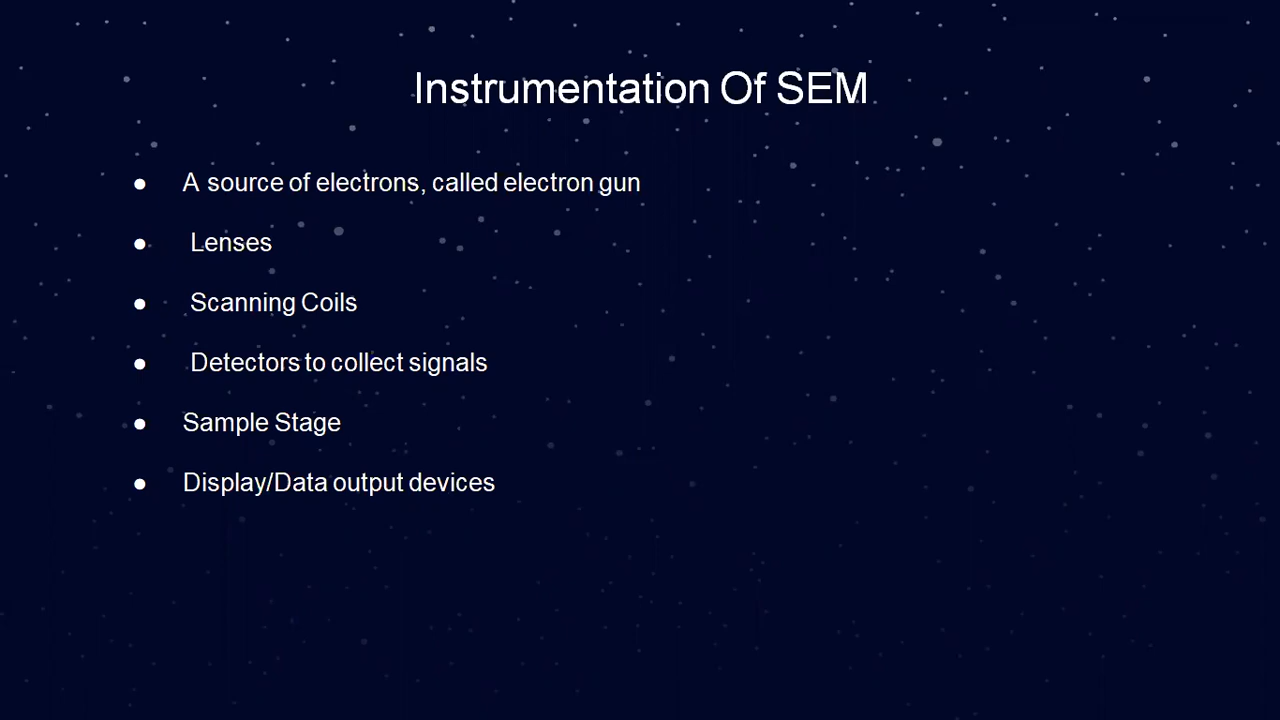 Instrumentation Of SEM
● A source of electrons, called electron gun
● Lenses
● Scanning Coils
● Detectors to collect signals
● Sample Stage
● Display/Data output devices